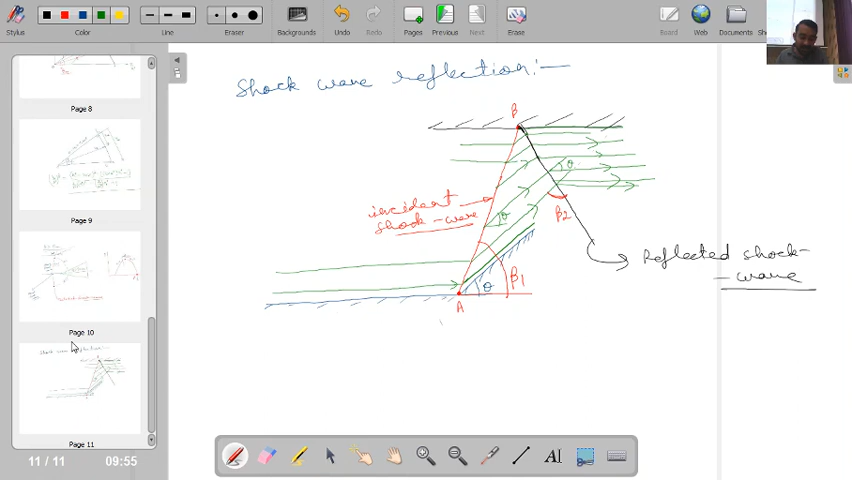 Stylus
Color
Line
Eraser
Backgrounds
Undo
Redo
Pages
Previous
Next
Erase
Board
Web
Documents
Page 8
Page 9
Page 10
Page 11
11 / 11 09:55
Shock wave reflection:-
B
θ
incident
shock-wave
θ
β2
Reflected shock-
-wave
θ
β1
A